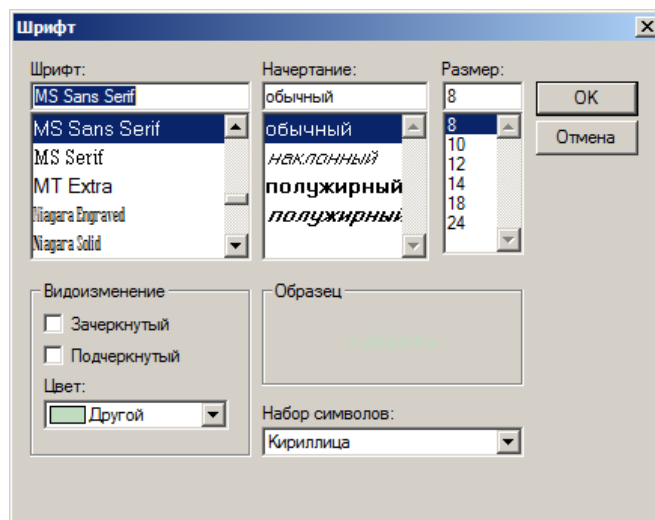 Шрифт
Шрифт:
MS Sans Serif
MS Sans Serif
MS Serif
MT Extra
Niagara Engraved
Niagara Solid
Начертание:
обычный
обычный
наклонный
полужирный
полужирный
Размер:
8
8
10
12
14
18
24
OK
Отмена
Видоизменение
Зачеркнутый
Подчеркнутый
Цвет:
Другой
Образец
Набор символов:
Кириллица